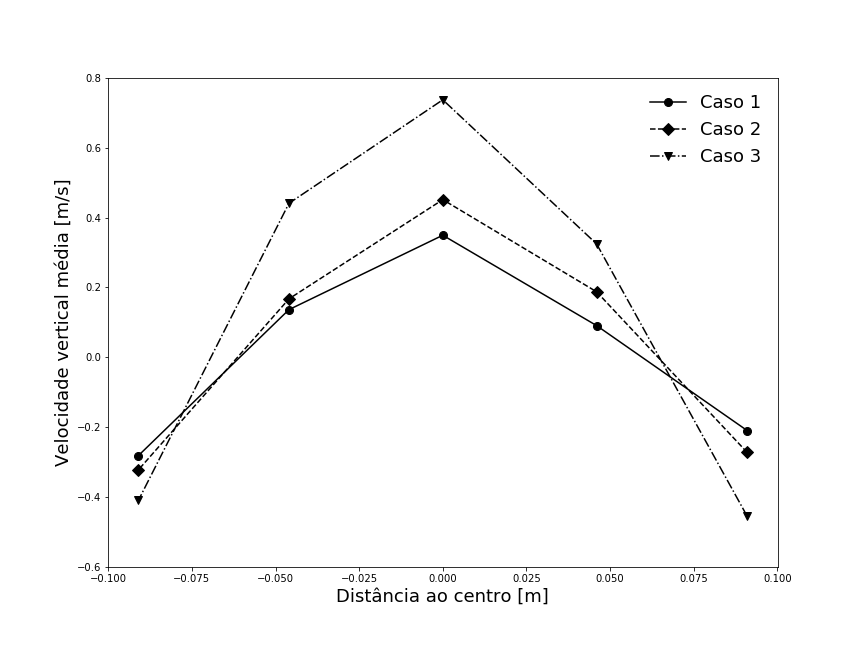 Velocidade vertical média [m/s]
0.8
0.6
0.4
0.2
0.0
−0.2
−0.4
−0.6
Caso 1
Caso 2
Caso 3
−0.100 −0.075 −0.050 −0.025 0.000 0.025 0.050 0.075 0.100
Distância ao centro [m]